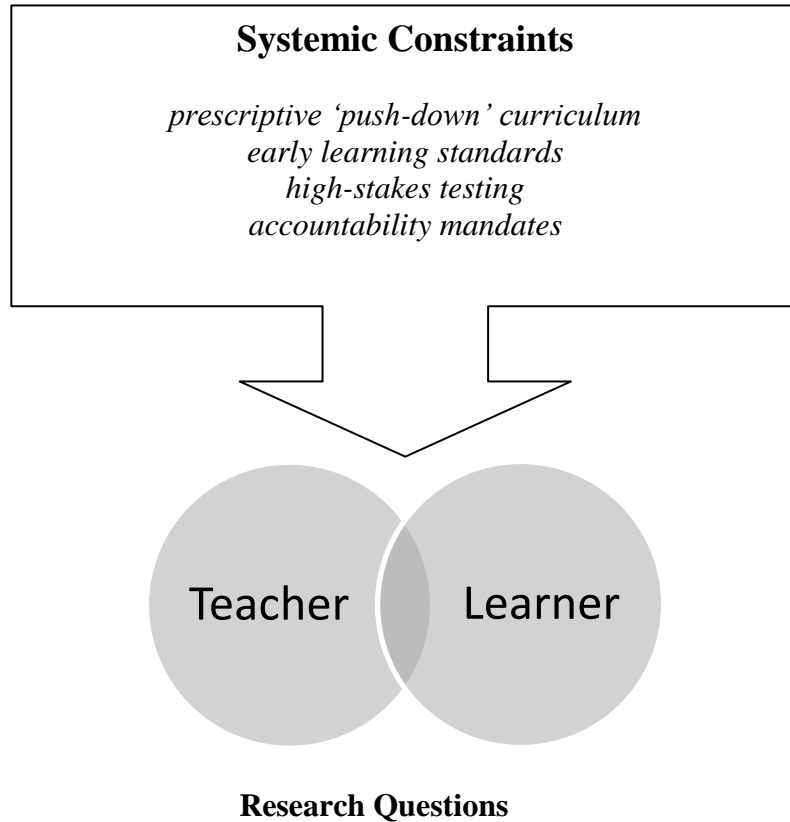 Systemic Constraints
prescriptive ‘push-down’ curriculum
early learning standards
high-stakes testing
accountability mandates
Teacher
Learner
Research Questions